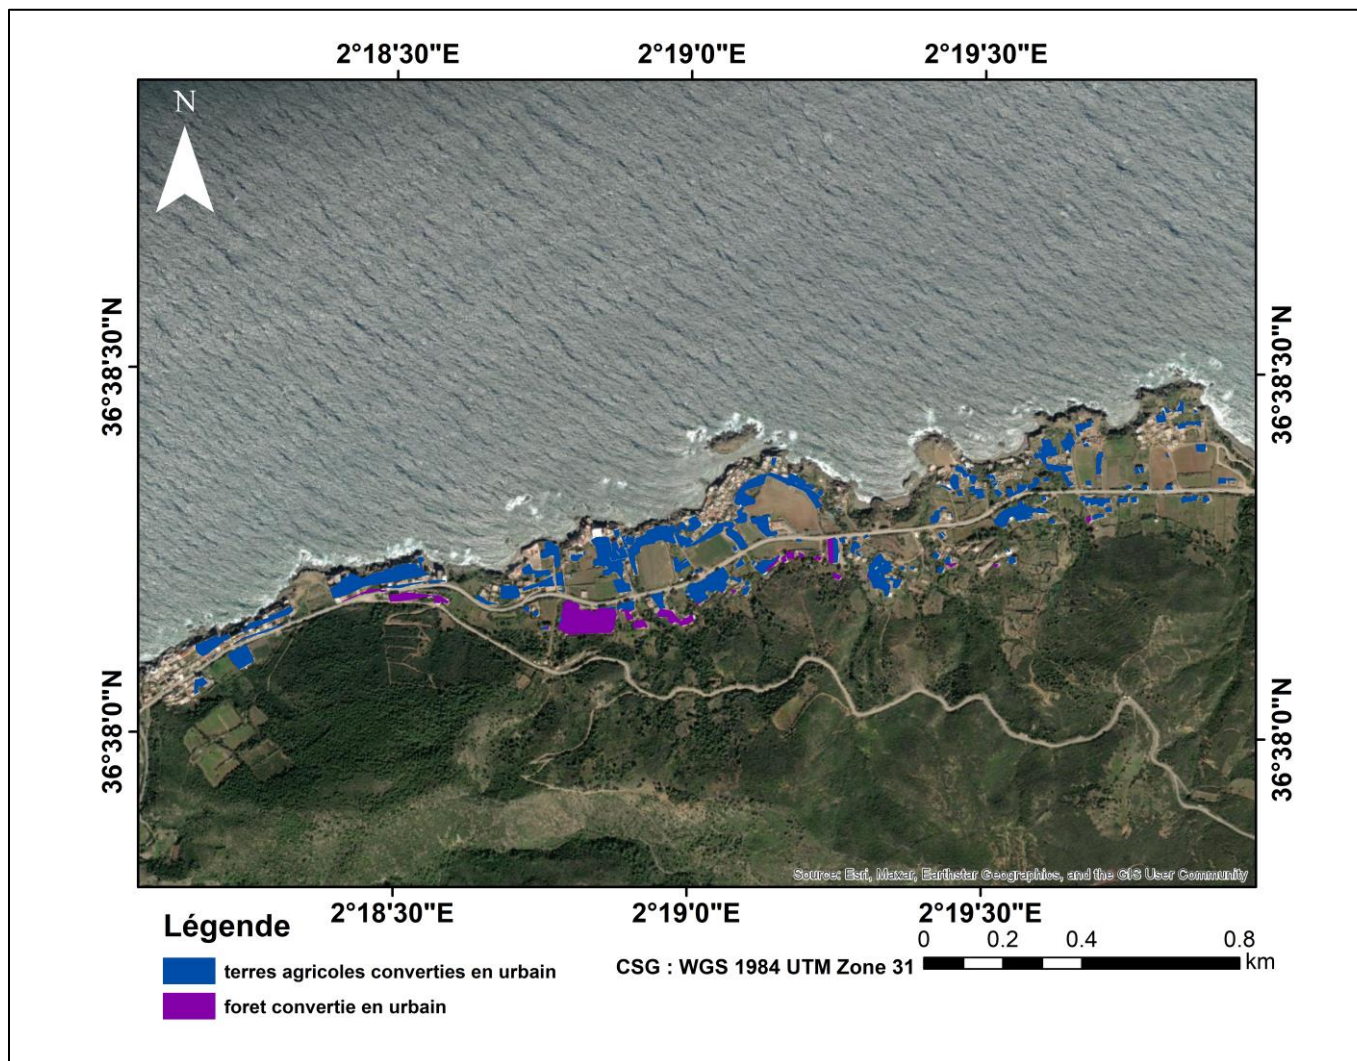 2°18'30"E 2°19'0"E 2°19'30"E
N
36°38'30"N 36°38'30"N
36°38'0"N 36°38'0"N
Source: Esri, Maxar, Earthstar Geographics, and the GIS User Community
2°18'30"E 2°19'0"E 2°19'30"E
Légende
0 0.2 0.4 0.8
km
CSG : WGS 1984 UTM Zone 31
terres agricoles converties en urbain
foret convertie en urbain